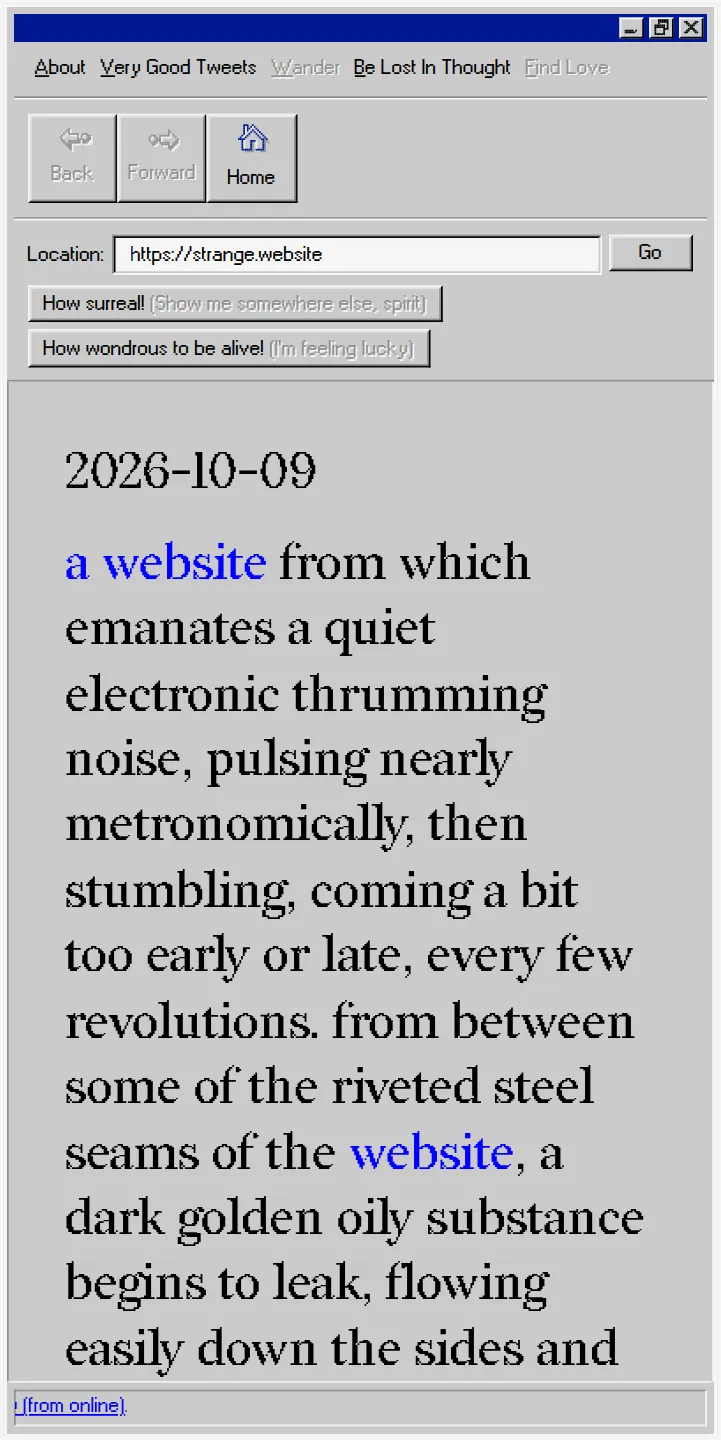 About Very Good Tweets Wander Be Lost In Thought Find Love
Back Forward Home
Location: https://strange.website Go
How surreal! (Show me somewhere else, spirit)
How wondrous to be alive! (I'm feeling lucky)
2026-10-09
a website from which
emanates a quiet
electronic thrumming
noise, pulsing nearly
metronomically, then
stumbling, coming a bit
too early or late, every few
revolutions. from between
some of the riveted steel
seams of the website, a
dark golden oily substance
begins to leak, flowing
easily down the sides and
(from online).